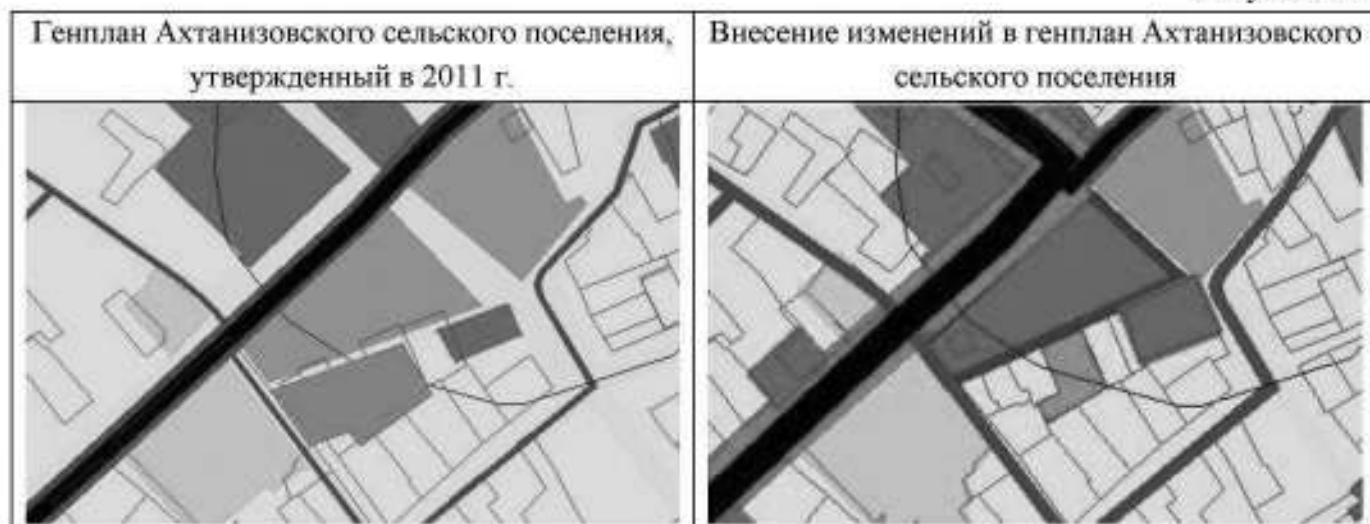 Генплан Ахтанизовского сельского поселения,
утвержденный в 2011 г.
Внесение изменений в генплан Ахтанизовского
сельского поселения